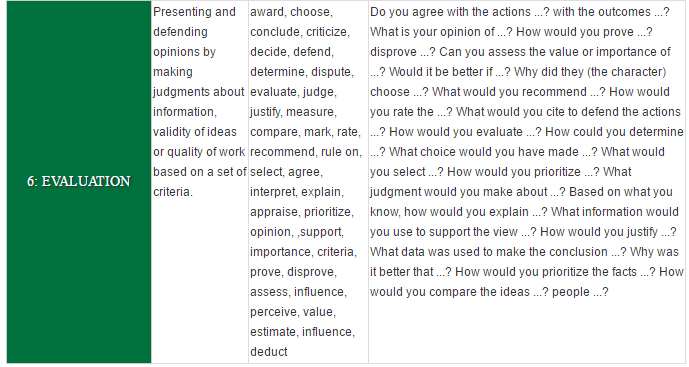 6: EVALUATION
Presenting and
defending
opinions by
making
judgments about
information,
validity of ideas
or quality of work
based on a set of
criteria.
award, choose,
conclude, criticize,
decide, defend,
determine, dispute,
evaluate, judge,
justify, measure,
compare, mark, rate,
recommend, rule on,
select, agree,
interpret, explain,
appraise, prioritize,
opinion, ,support,
importance, criteria,
prove, disprove,
assess, influence,
perceive, value,
estimate, influence,
deduct
Do you agree with the actions ...? with the outcomes ...?
What is your opinion of ...? How would you prove ...?
disprove ...? Can you assess the value or importance of
...? Would it be better if ...? Why did they (the character)
choose ...? What would you recommend ...? How would
you rate the ...? What would you cite to defend the actions
...? How would you evaluate ...? How could you determine
...? What choice would you have made ...? What would
you select ...? How would you prioritize ...? What
judgment would you make about ...? Based on what you
know, how would you explain ...? What information would
you use to support the view ...? How would you justify ...?
What data was used to make the conclusion ...? Why was
it better that ...? How would you prioritize the facts ...? How
would you compare the ideas ...? people ...?